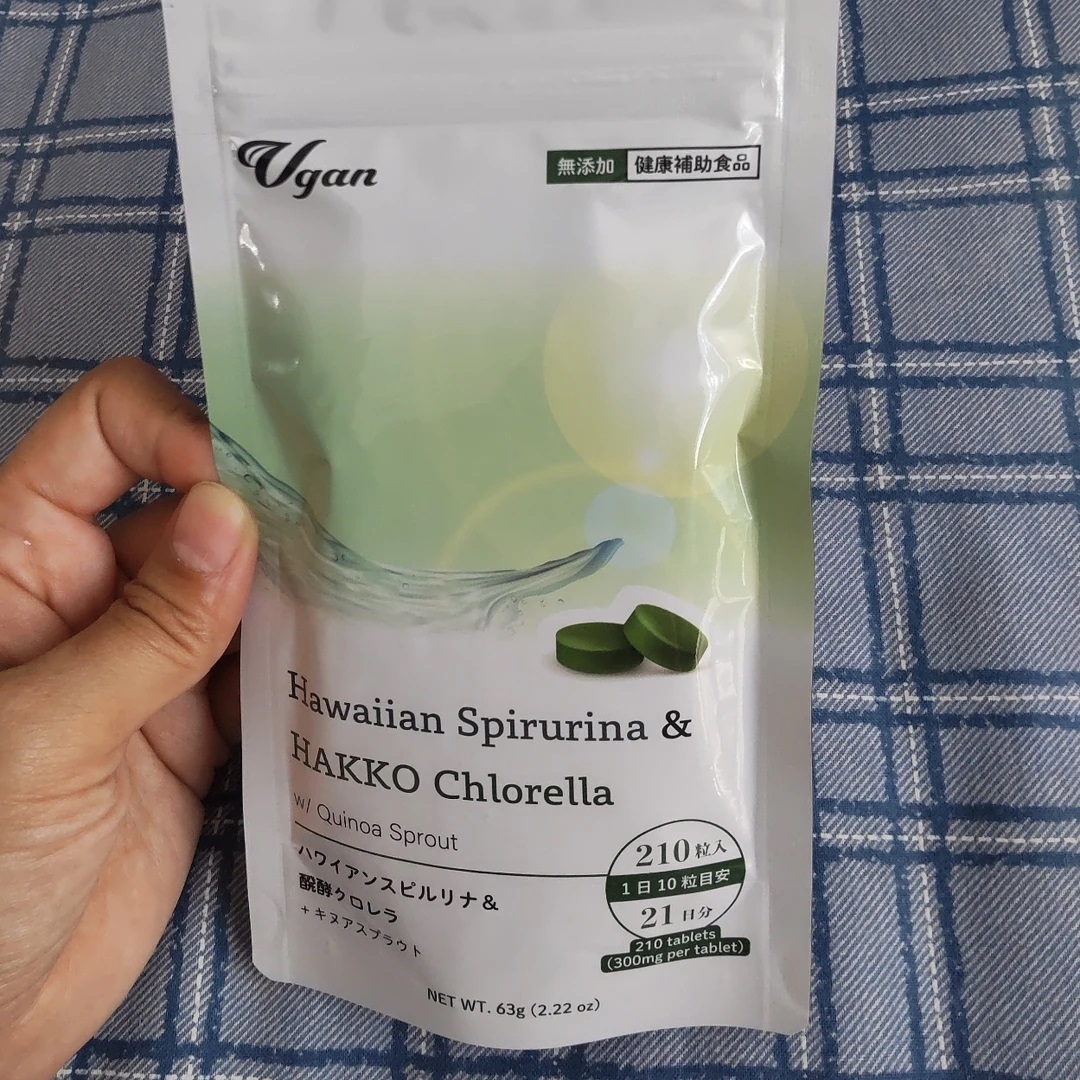 Vgan
無添加 健康補助食品
Hawaiian Spirurina &
HAKKO Chlorella
w/ Quinoa Sprout
ハワイアンスピルリナ&
醗酵クロレラ
+キヌアスプラウト
210粒入
1日10粒目安
21日分
210 tablets
(300mg per tablet)
NET WT. 63g (2.22 oz)